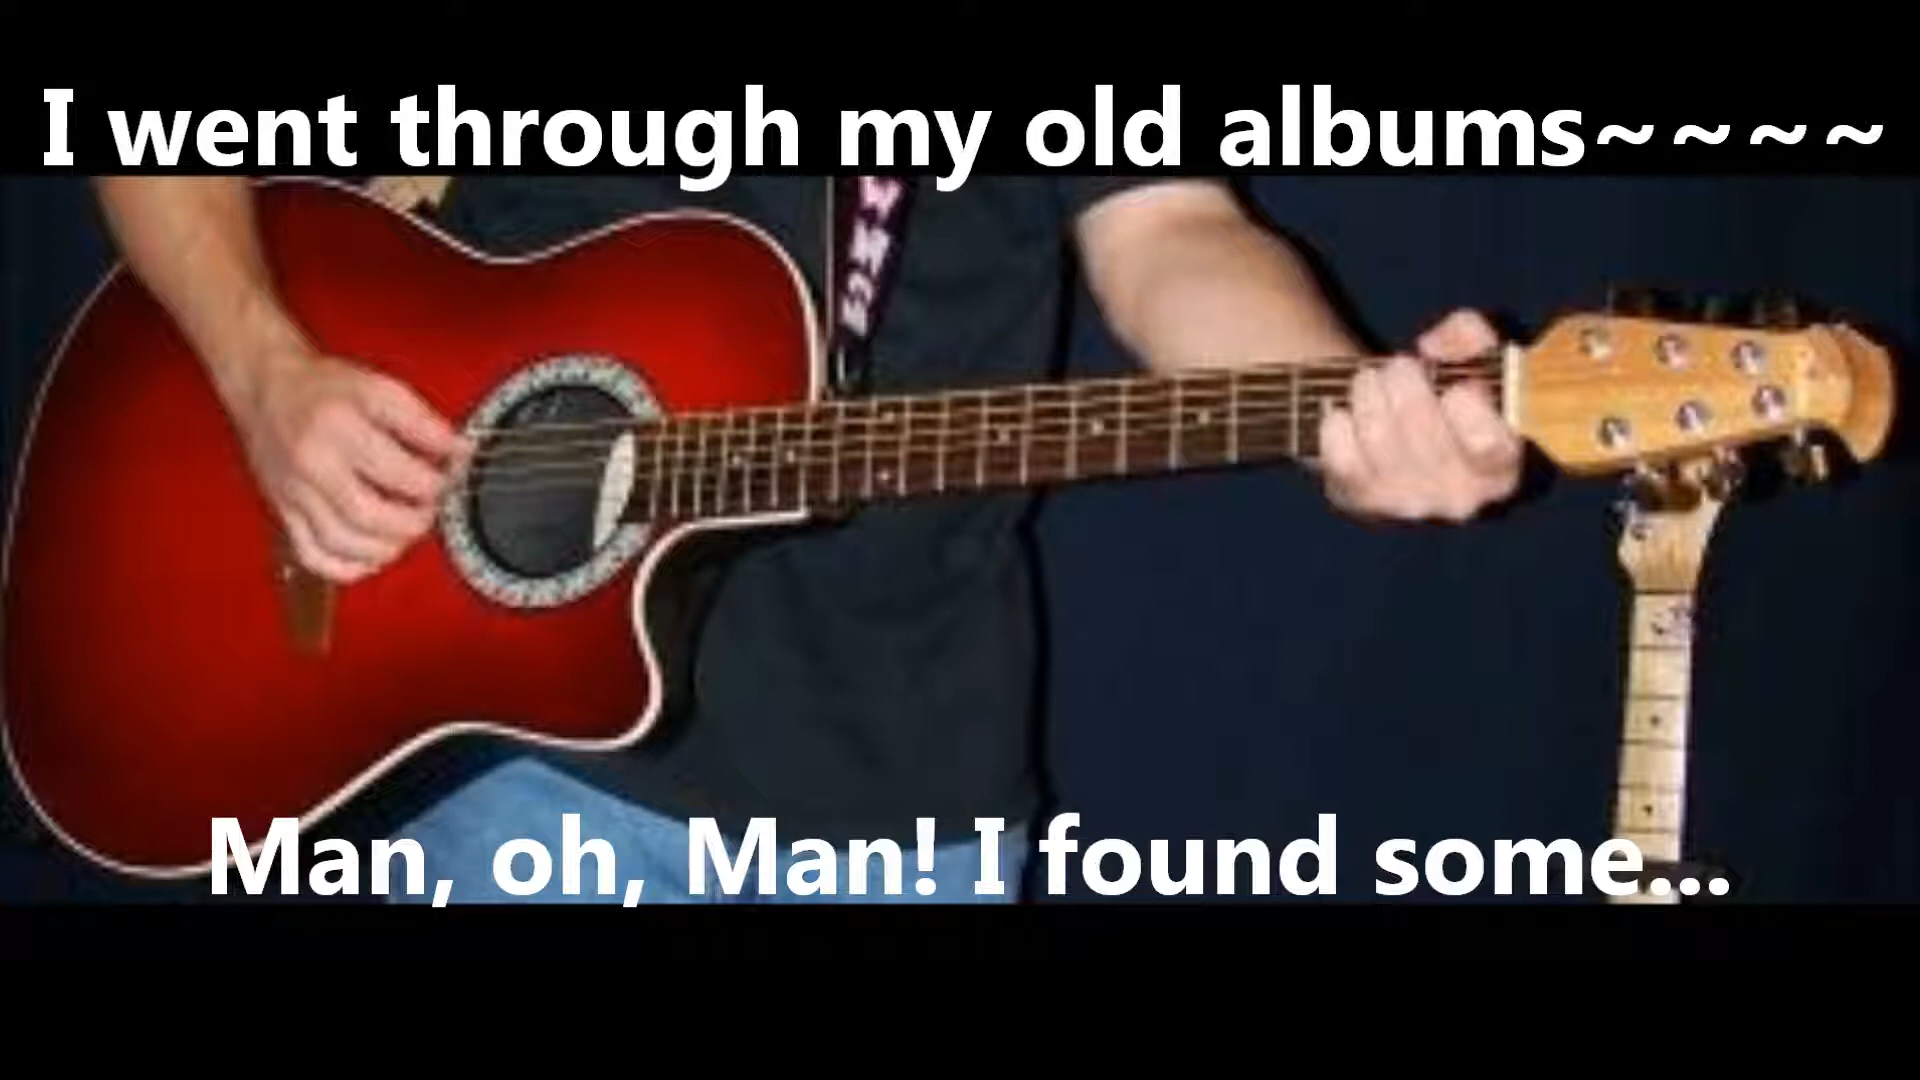 I went through my old albums~~~~
Man, oh, Man! I found some...